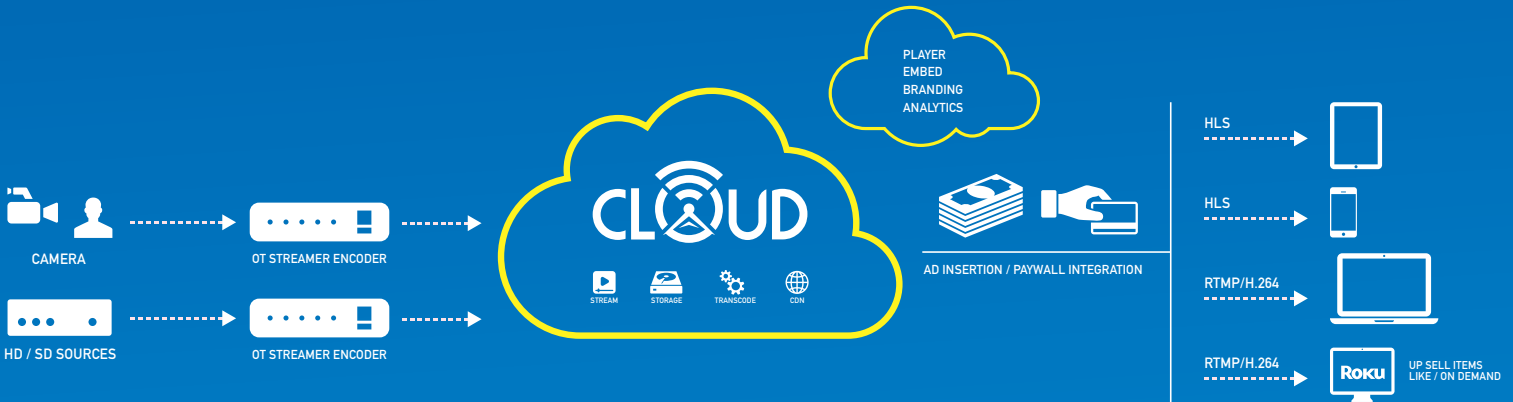 CAMERA
OT STREAMER ENCODER
HD / SD SOURCES
OT STREAMER ENCODER
CLOUD
STREAM
STORAGE
TRANSCODE
CDN
PLAYER
EMBED
BRANDING
ANALYTICS
AD INSERTION / PAYWALL INTEGRATION
HLS
HLS
RTMP/H.264
RTMP/H.264
ROKU
UP SELL ITEMS
LIKE / ON DEMAND